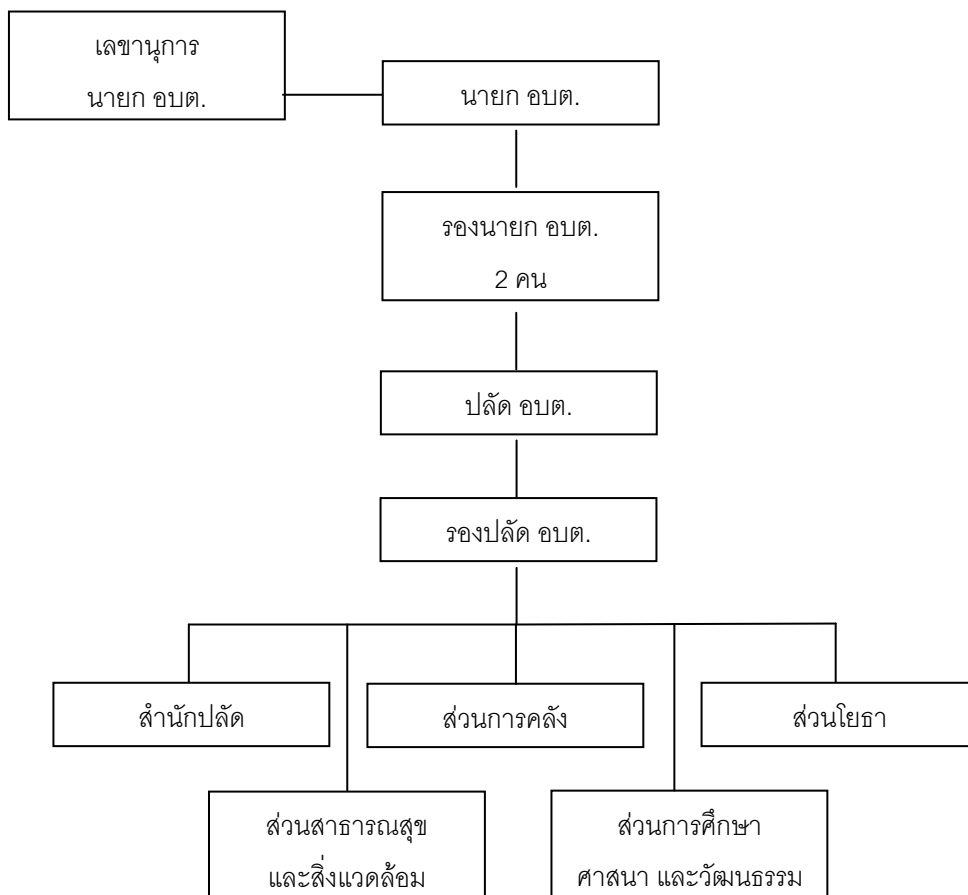 เลขานุการ
นายก อบต.
นายก อบต.
รองนายก อบต.
2 คน
ปลัด อบต.
รองปลัด อบต.
สำนักปลัด
ส่วนการคลัง
ส่วนโยธา
ส่วนสาธารณสุข
และสิ่งแวดล้อม
ส่วนการศึกษา
ศาสนา และวัฒนธรรม